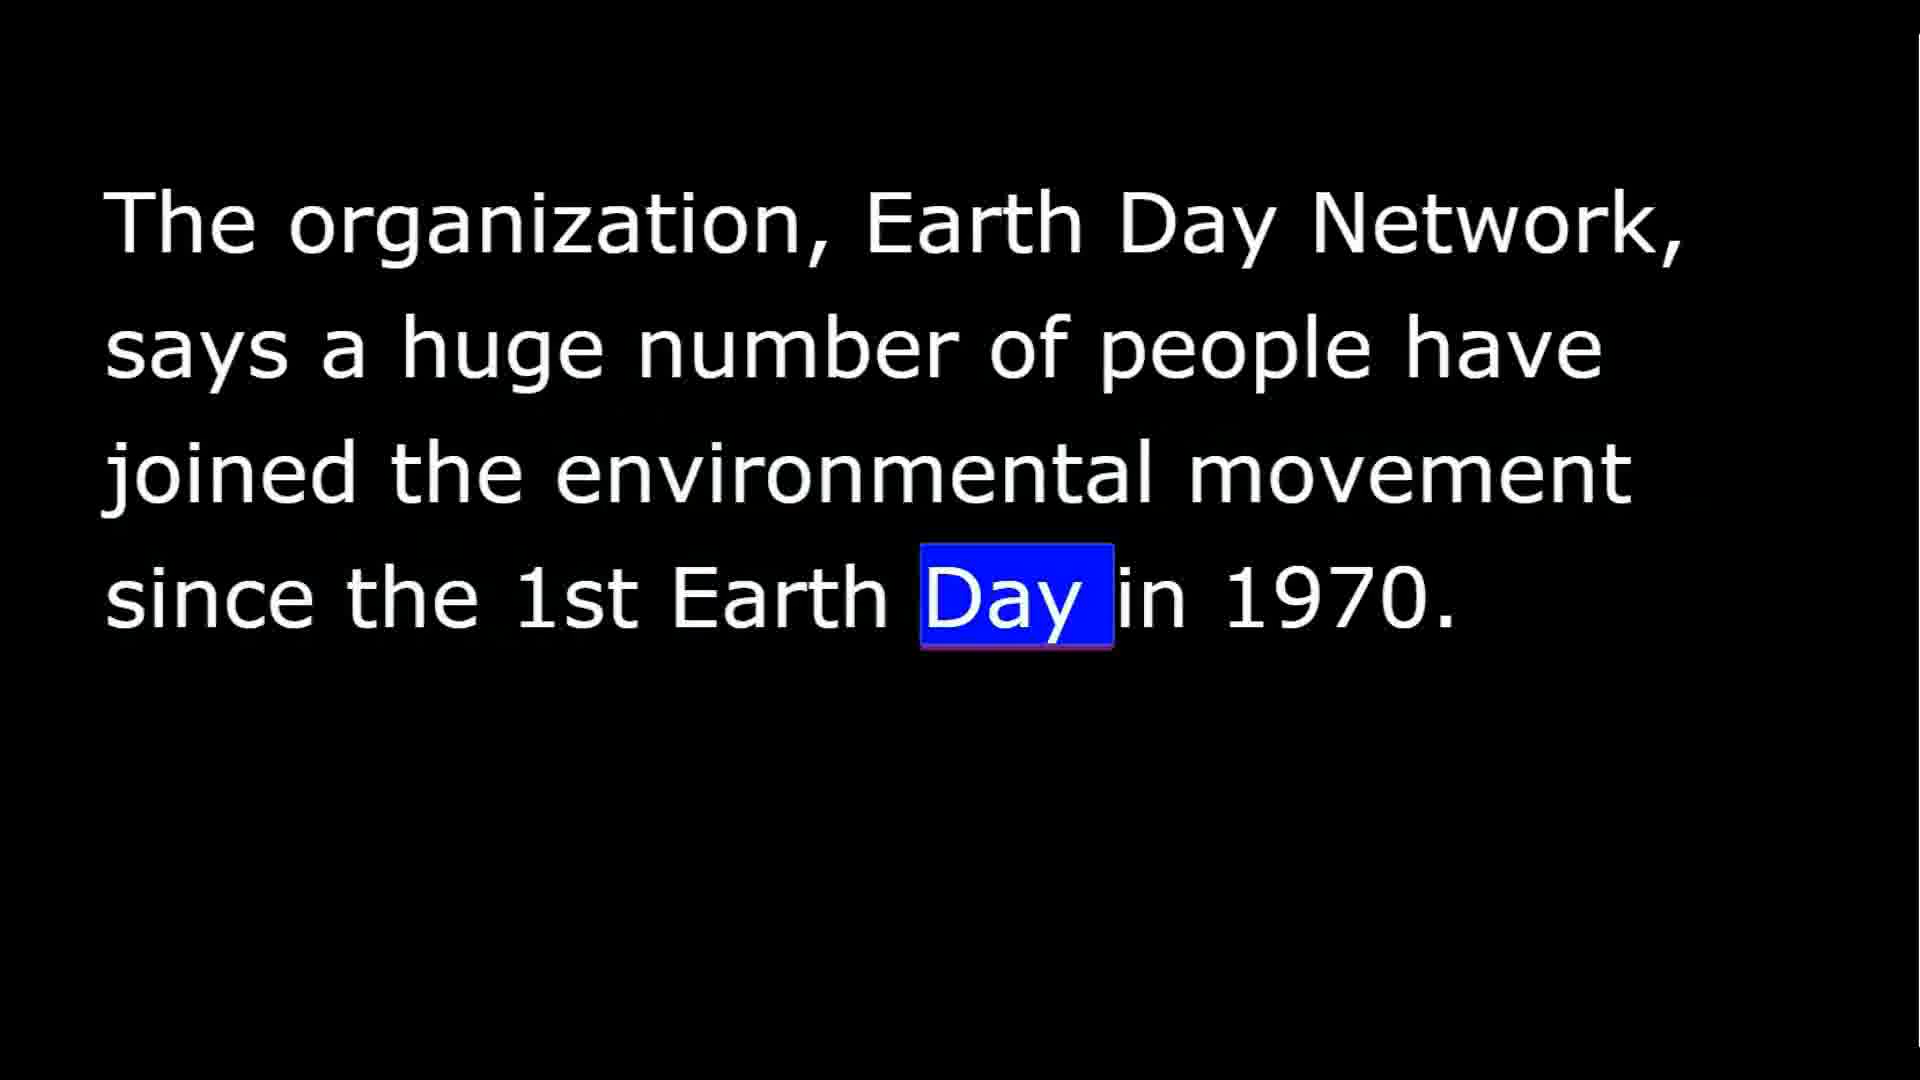 The organization, Earth Day Network,
says a huge number of people have
joined the environmental movement
since the 1st Earth Day in 1970.